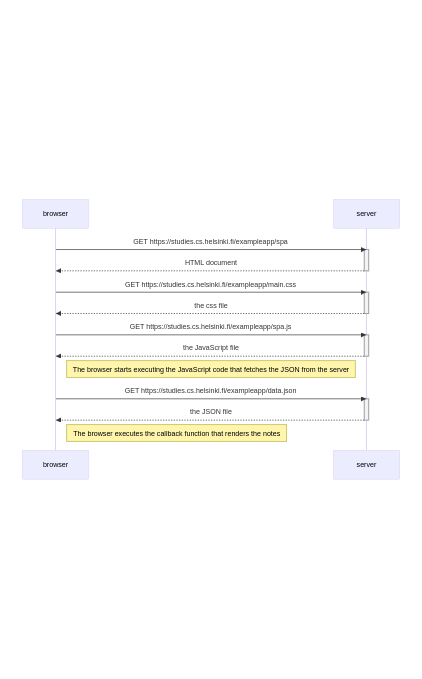 browser
server
GET https://studies.cs.helsinki.fi/exampleapp/spa
HTML document
GET https://studies.cs.helsinki.fi/exampleapp/main.css
the css file
GET https://studies.cs.helsinki.fi/exampleapp/spa.js
the JavaScript file
The browser starts executing the JavaScript code that fetches the JSON from the server
GET https://studies.cs.helsinki.fi/exampleapp/data.json
the JSON file
The browser executes the callback function that renders the notes
browser
server